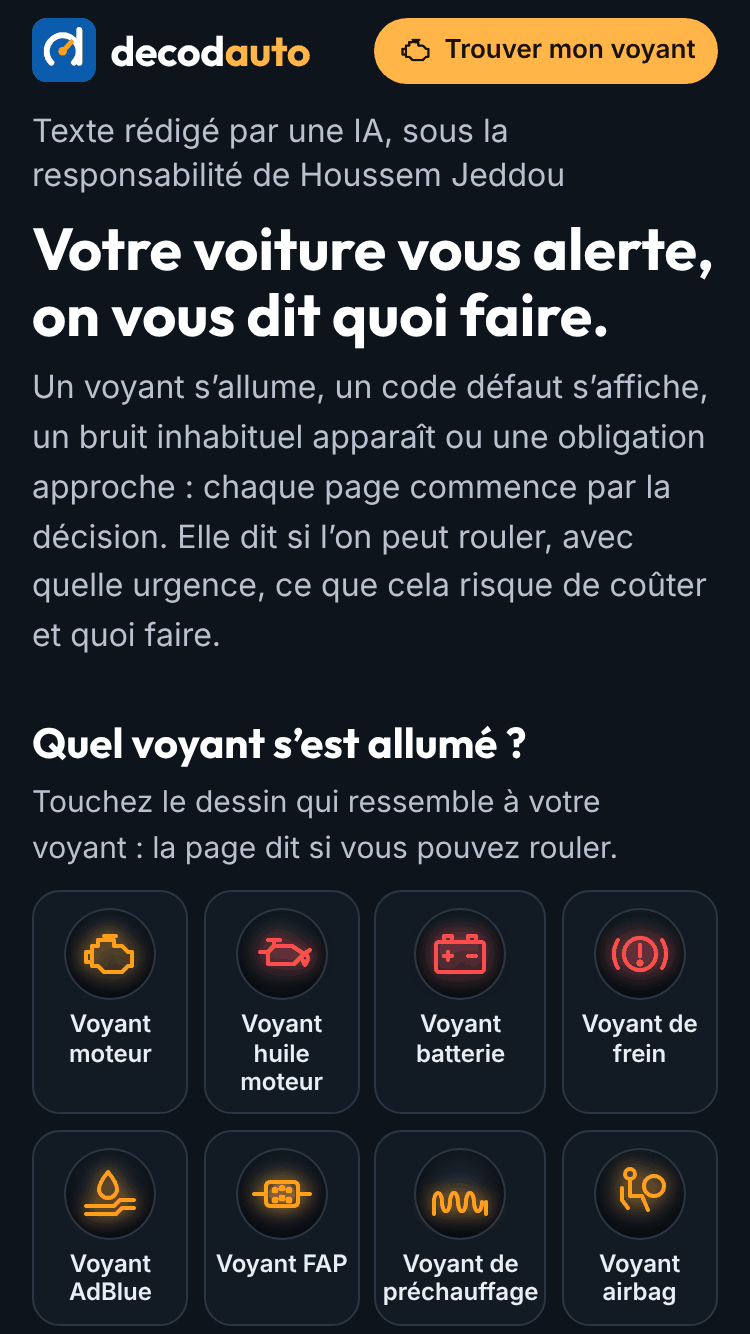 decodauto
Trouver mon voyant
Texte rédigé par une IA, sous la
responsabilité de Houssem Jeddou
Votre voiture vous alerte,
on vous dit quoi faire.
Un voyant s’allume, un code défaut s’affiche,
un bruit inhabituel apparaît ou une obligation
approche : chaque page commence par la
décision. Elle dit si l’on peut rouler, avec
quelle urgence, ce que cela risque de coûter
et quoi faire.
Quel voyant s’est allumé ?
Touchez le dessin qui ressemble à votre
voyant : la page dit si vous pouvez rouler.
Voyant
moteur
Voyant
huile
moteur
Voyant
batterie
Voyant de
frein
Voyant
AdBlue
Voyant FAP
Voyant de
préchauffage
Voyant
airbag